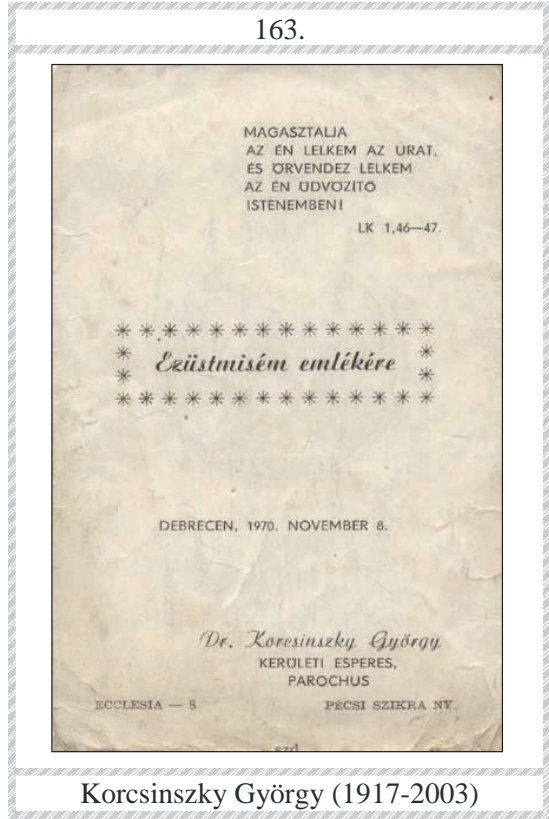 163.
MAGASZTALJA
AZ ÉN LELKEM AZ URAT,
ÉS ÖRVENDEZ LELKEM
AZ ÉN ÜDVÖZÍTŐ
ISTENEMBEN!
LK 1,46—47.
Ezüstmisém emlékére
DEBRECEN, 1970. NOVEMBER 8.
Dr. Korcsinszky György
KERÜLETI ESPERES,
PAROCHUS
ECCLESIA — 8 PÉCSI SZIKRA NY.
szd
Korcsinszky György (1917-2003)